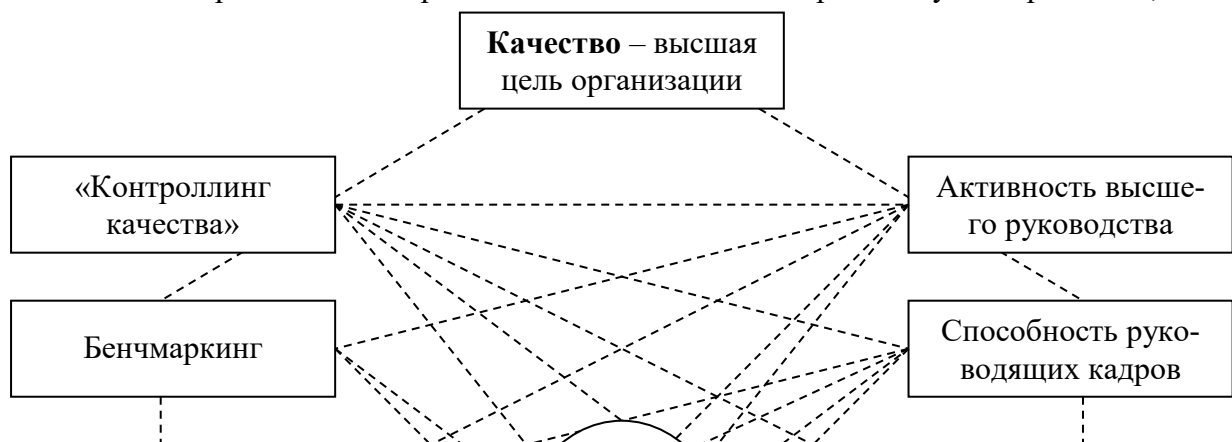 Качество – высшая
цель организации
«Контроллинг
качества»
Активность высше-
го руководства
Бенчмаркинг
Способность руко-
водящих кадров